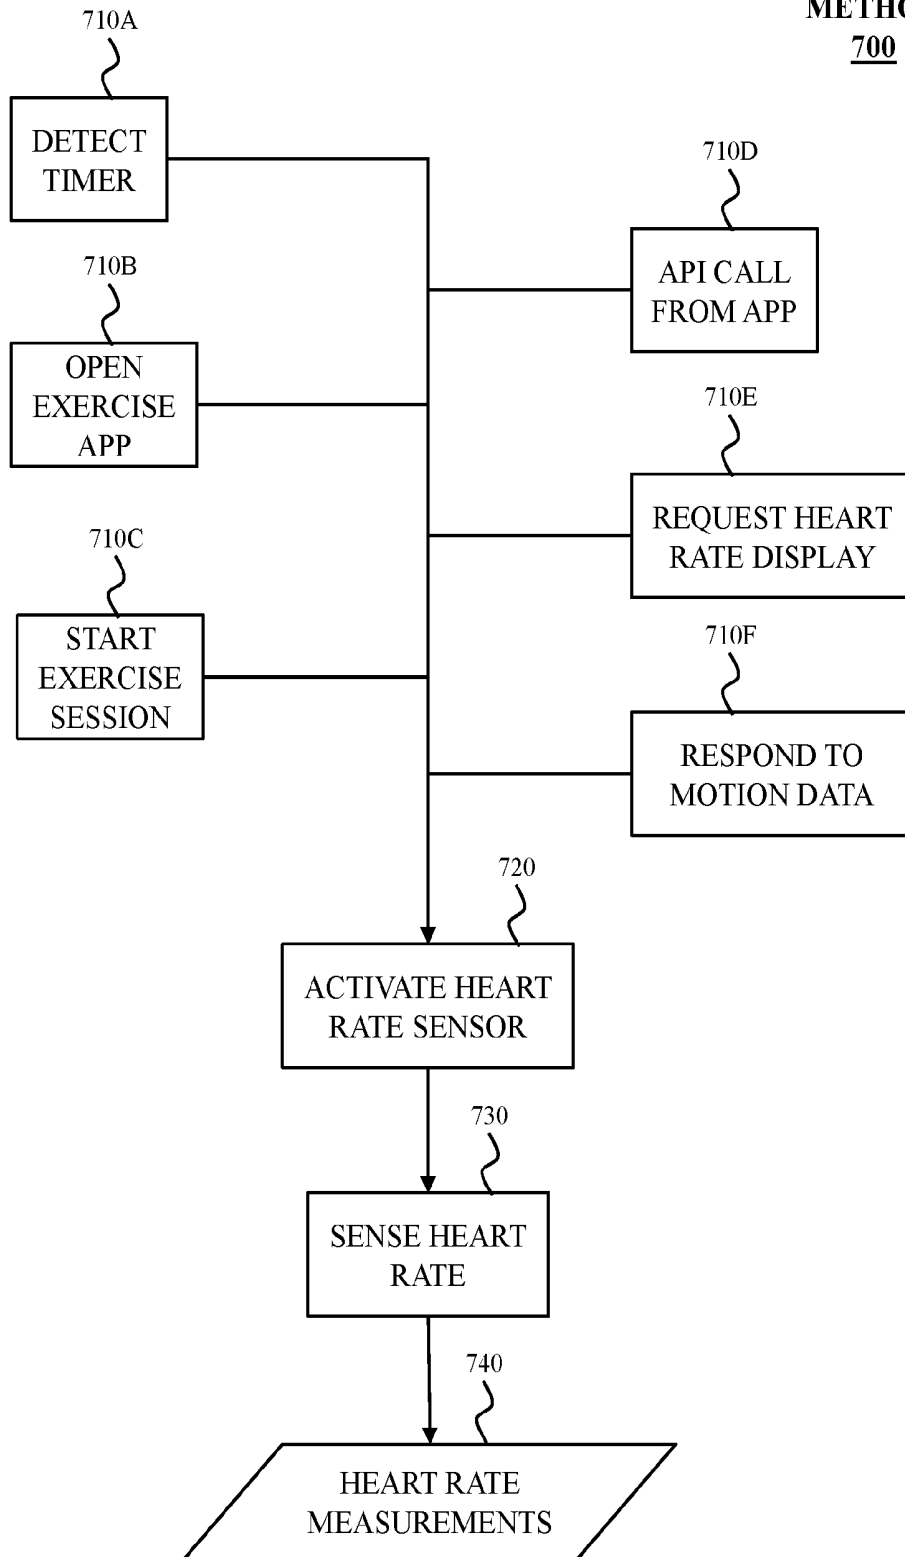 METHO
700
710A
DETECT
TIMER
710D
API CALL
FROM APP
710B
OPEN
EXERCISE
APP
710E
REQUEST HEART
RATE DISPLAY
710C
START
EXERCISE
SESSION
710F
RESPOND TO
MOTION DATA
720
ACTIVATE HEART
RATE SENSOR
730
SENSE HEART
RATE
740
HEART RATE
MEASUREMENTS